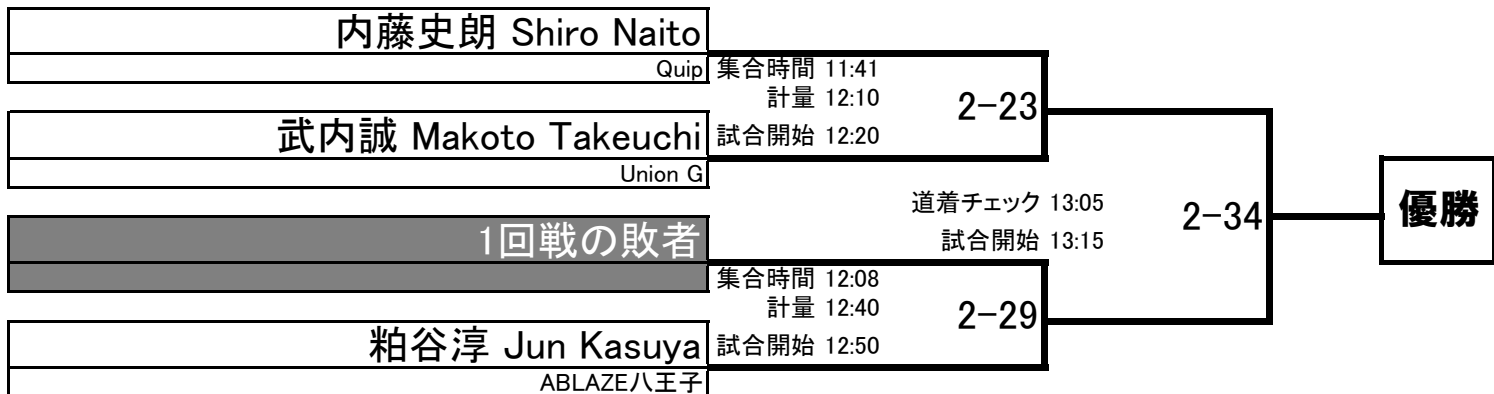 内藤史朗 Shiro Naito
Quip
集合時間 11:41
計量 12:10
2-23
武内誠 Makoto Takeuchi
試合開始 12:20
Union G
道着チェック 13:05
2-34
優勝
1回戦の敗者
試合開始 13:15
集合時間 12:08
計量 12:40
2-29
粕谷淳 Jun Kasuya
試合開始 12:50
ABLAZE八王子